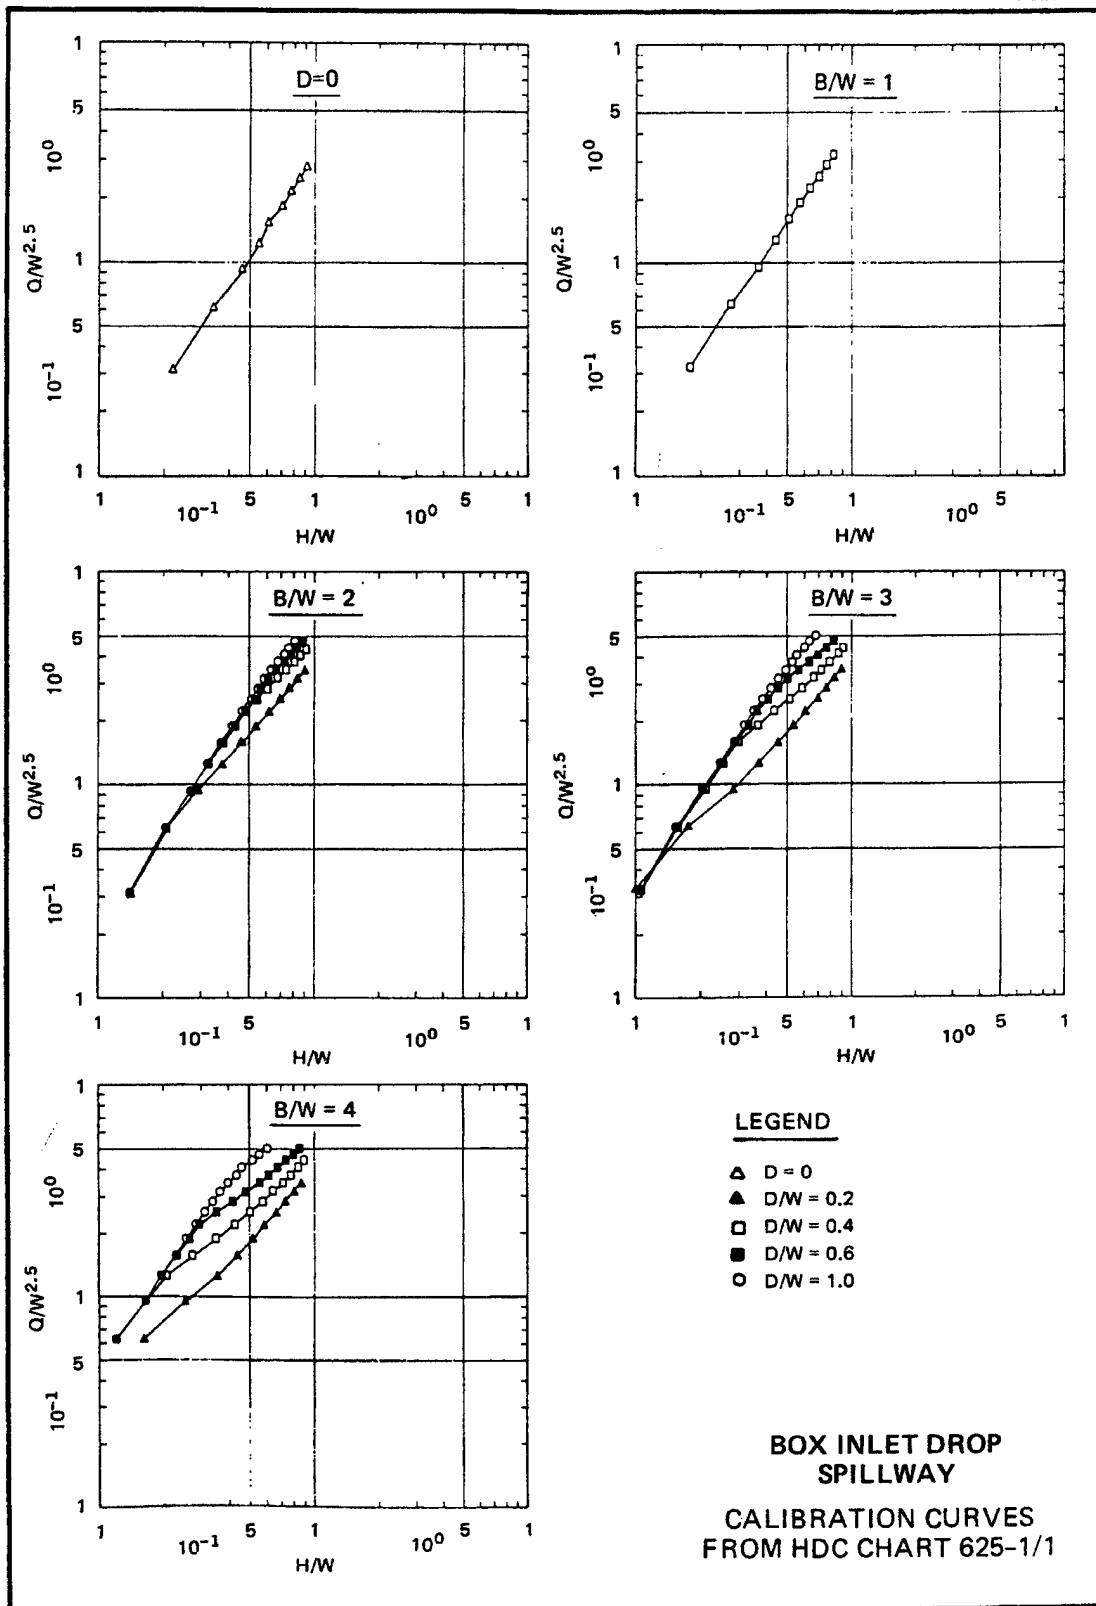 D=0
1
5
10⁰
1
5
10⁻¹
1
Q/W2.5
1
10⁻¹
5
1
10⁰
5
1
H/W
B/W = 1
1
5
10⁰
1
5
10⁻¹
1
Q/W2.5
1
10⁻¹
5
1
10⁰
5
1
H/W
B/W = 2
1
5
10⁰
1
5
10⁻¹
1
Q/W2.5
1
10⁻¹
5
1
10⁰
5
1
H/W
B/W = 3
5
10⁰
1
5
10⁻¹
1
Q/W2.5
1
10⁻¹
5
1
10⁰
5
1
H/W
B/W = 4
1
5
10⁰
1
5
10⁻¹
1
Q/W2.5
1
10⁻¹
5
1
10⁰
5
1
H/W
LEGEND
D = 0
D/W = 0.2
D/W = 0.4
D/W = 0.6
D/W = 1.0
BOX INLET DROP
SPILLWAY
CALIBRATION CURVES
FROM HDC CHART 625-1/1